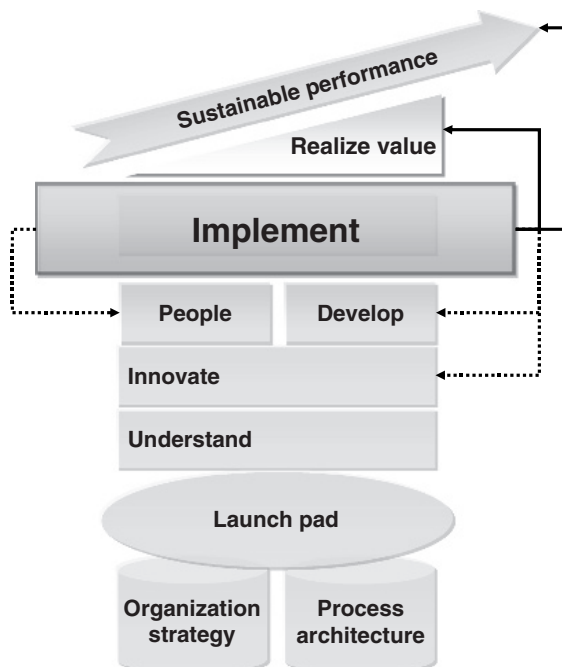 Sustainable performance
Realize value
Implement
People
Develop
Innovate
Understand
Launch pad
Organization
strategy
Process
architecture